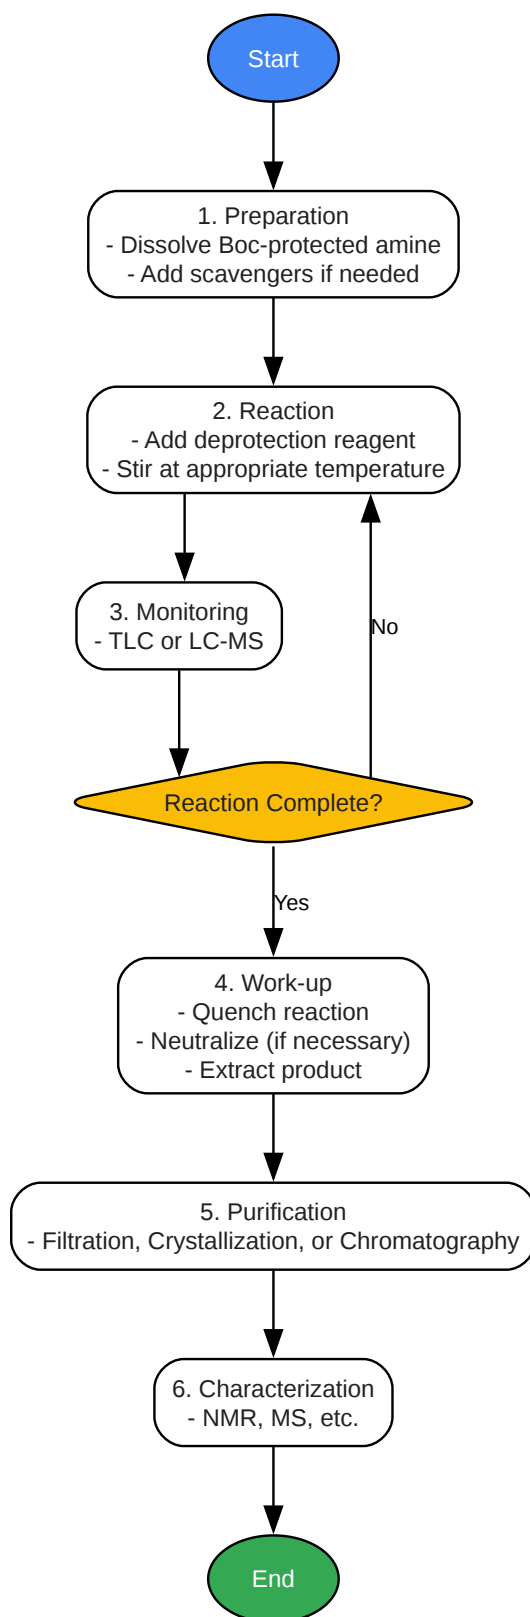 Start
1. Preparation
- Dissolve Boc-protected amine
- Add scavengers if needed
2. Reaction
- Add deprotection reagent
- Stir at appropriate temperature
3. Monitoring
- TLC or LC-MS
No
Reaction Complete?
Yes
4. Work-up
- Quench reaction
- Neutralize (if necessary)
- Extract product
5. Purification
- Filtration, Crystallization, or Chromatography
6. Characterization
- NMR, MS, etc.
End